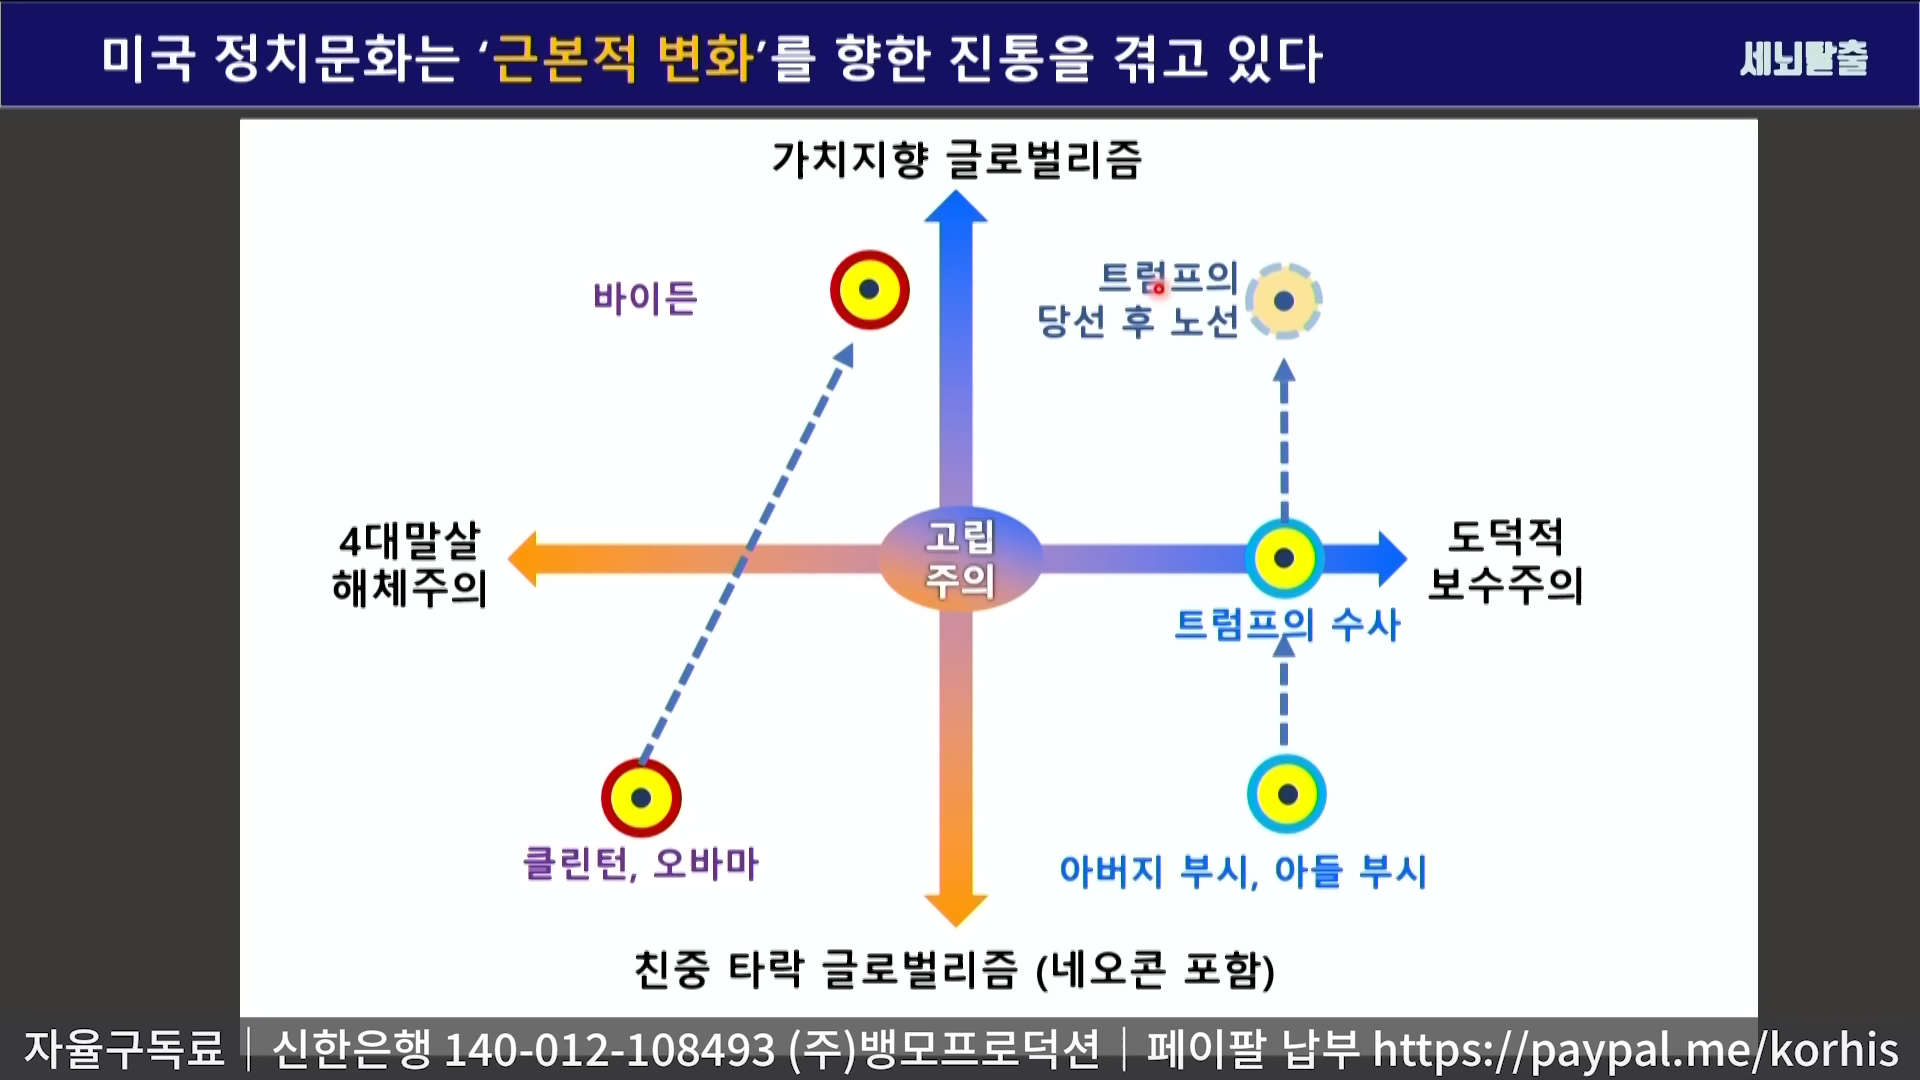 미국 정치문화는 ‘근본적 변화’를 향한 진통을 겪고 있다
세뇌탈출
가치지향 글로벌리즘
바이든
트럼프의
당선 후 노선
4대말살
해체주의
고립
주의
도덕적
보수주의
트럼프의 수사
클린턴, 오바마
아버지 부시, 아들 부시
친중 타락 글로벌리즘 (네오콘 포함)
자율구독료│신한은행 140-012-108493 (주)뱅모프로덕션│페이팔 납부 https://paypal.me/korhis